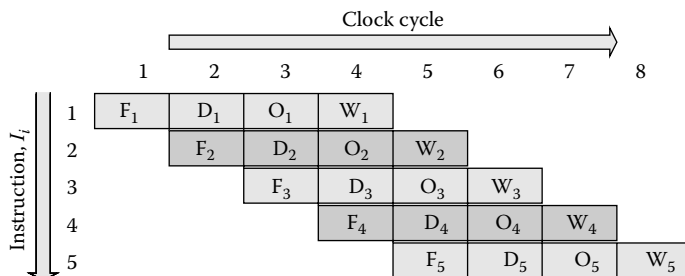 Clock cycle
1 2 3 4 5 6 7 8
Instruction, I_i
1 F_1 D_1 O_1 W_1
2 F_2 D_2 O_2 W_2
3 F_3 D_3 O_3 W_3
4 F_4 D_4 O_4 W_4
5 F_5 D_5 O_5 W_5